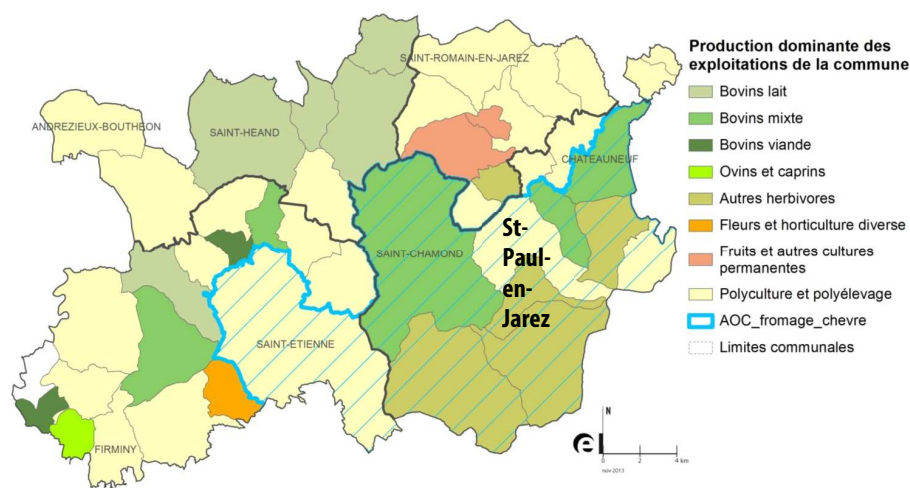 SAINT-ROMAIN-EN-JAREZ
ANDREZIEUX-BOUTHEON
SAINT-HEAND
CHATEAUNEUF
St-
Paul-
en-
Jarez
SAINT-CHAMOND
SAINT-ETIENNE
FIRMINY
Production dominante des
exploitations de la commune
Bovins lait
Bovins mixte
Bovins viande
Ovins et caprins
Autres herbivores
Fleurs et horticulture diverse
Fruits et autres cultures
permanentes
Polyculture et polyélevage
AOC_fromage_chevre
Limites communales
N
0 2 4 km
nov 2013